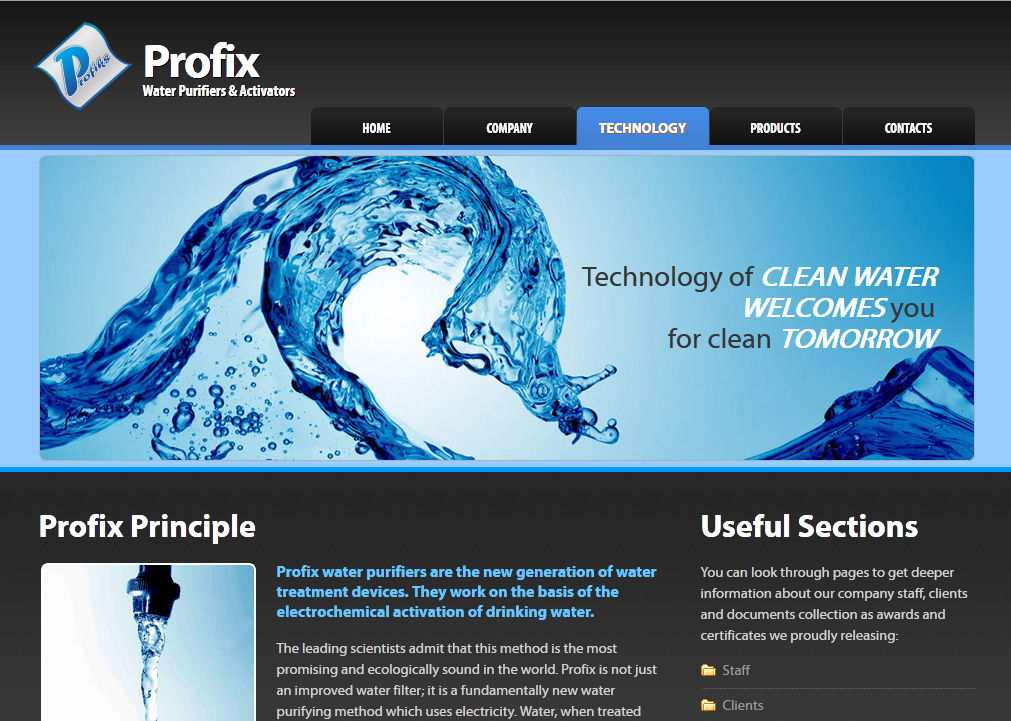 Profiks
Profix
Water Purifiers & Activators
HOME
COMPANY
TECHNOLOGY
PRODUCTS
CONTACTS
Technology of CLEAN WATER
WELCOMES you
for clean TOMORROW
Profix Principle
Profix water purifiers are the new generation of water
treatment devices. They work on the basis of the
electrochemical activation of drinking water.
The leading scientists admit that this method is the most
promising and ecologically sound in the world. Profix is not just
an improved water filter; it is a fundamentally new water
purifying method which uses electricity. Water, when treated
Useful Sections
You can look through pages to get deeper
information about our company staff, clients
and documents collection as awards and
certificates we proudly releasing:
Staff
Clients